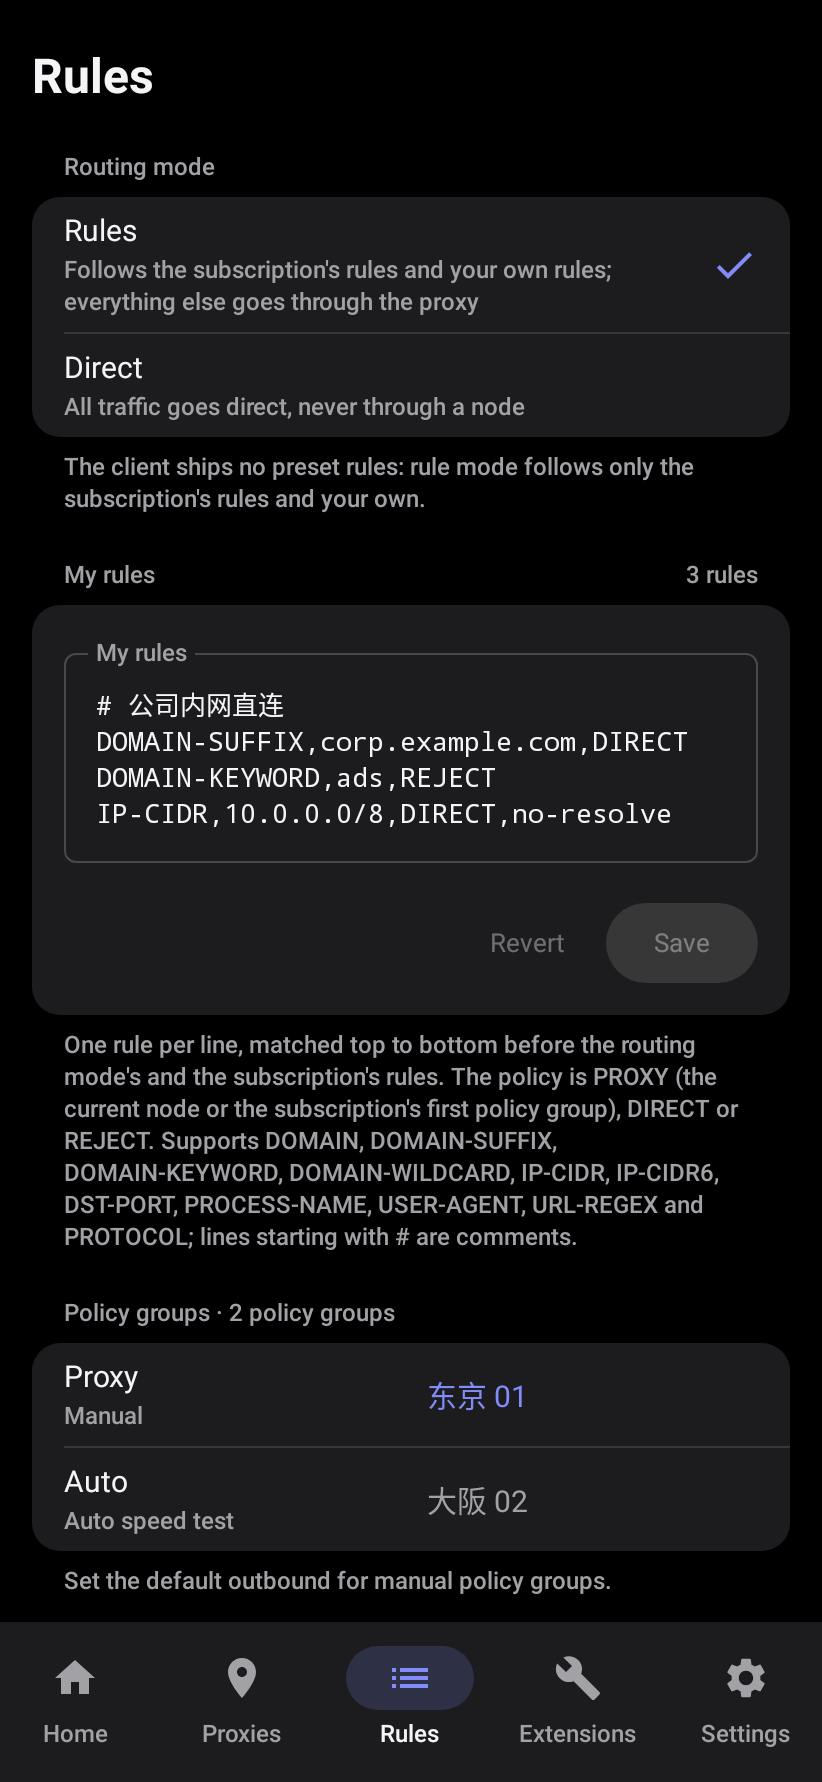 Rules
Routing mode
Rules
Follows the subscription's rules and your own rules;
everything else goes through the proxy
Direct
All traffic goes direct, never through a node
The client ships no preset rules: rule mode follows only the
subscription's rules and your own.
My rules
3 rules
My rules
# 公司内网直连
DOMAIN-SUFFIX,corp.example.com,DIRECT
DOMAIN-KEYWORD,ads,REJECT
IP-CIDR,10.0.0.0/8,DIRECT,no-resolve
Revert
Save
One rule per line, matched top to bottom before the routing
mode's and the subscription's rules. The policy is PROXY (the
current node or the subscription's first policy group), DIRECT or
REJECT. Supports DOMAIN, DOMAIN-SUFFIX,
DOMAIN-KEYWORD, DOMAIN-WILDCARD, IP-CIDR, IP-CIDR6,
DST-PORT, PROCESS-NAME, USER-AGENT, URL-REGEX and
PROTOCOL; lines starting with # are comments.
Policy groups · 2 policy groups
Proxy
Manual
东京 01
Auto
Auto speed test
大阪 02
Set the default outbound for manual policy groups.
Home
Proxies
Rules
Extensions
Settings